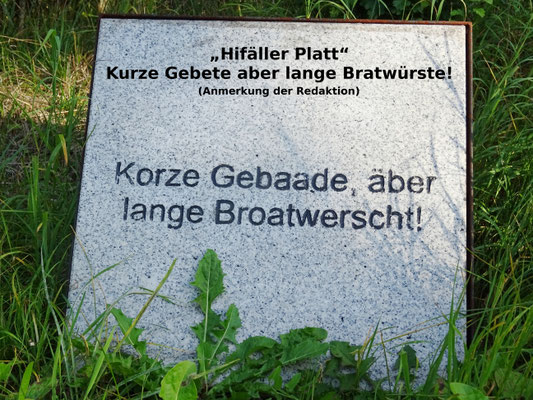 „Hifäller Platt“
Kurze Gebete aber lange Bratwürste!
(Anmerkung der Redaktion)
Korze Gebaade, äber
lange Broatwerscht!